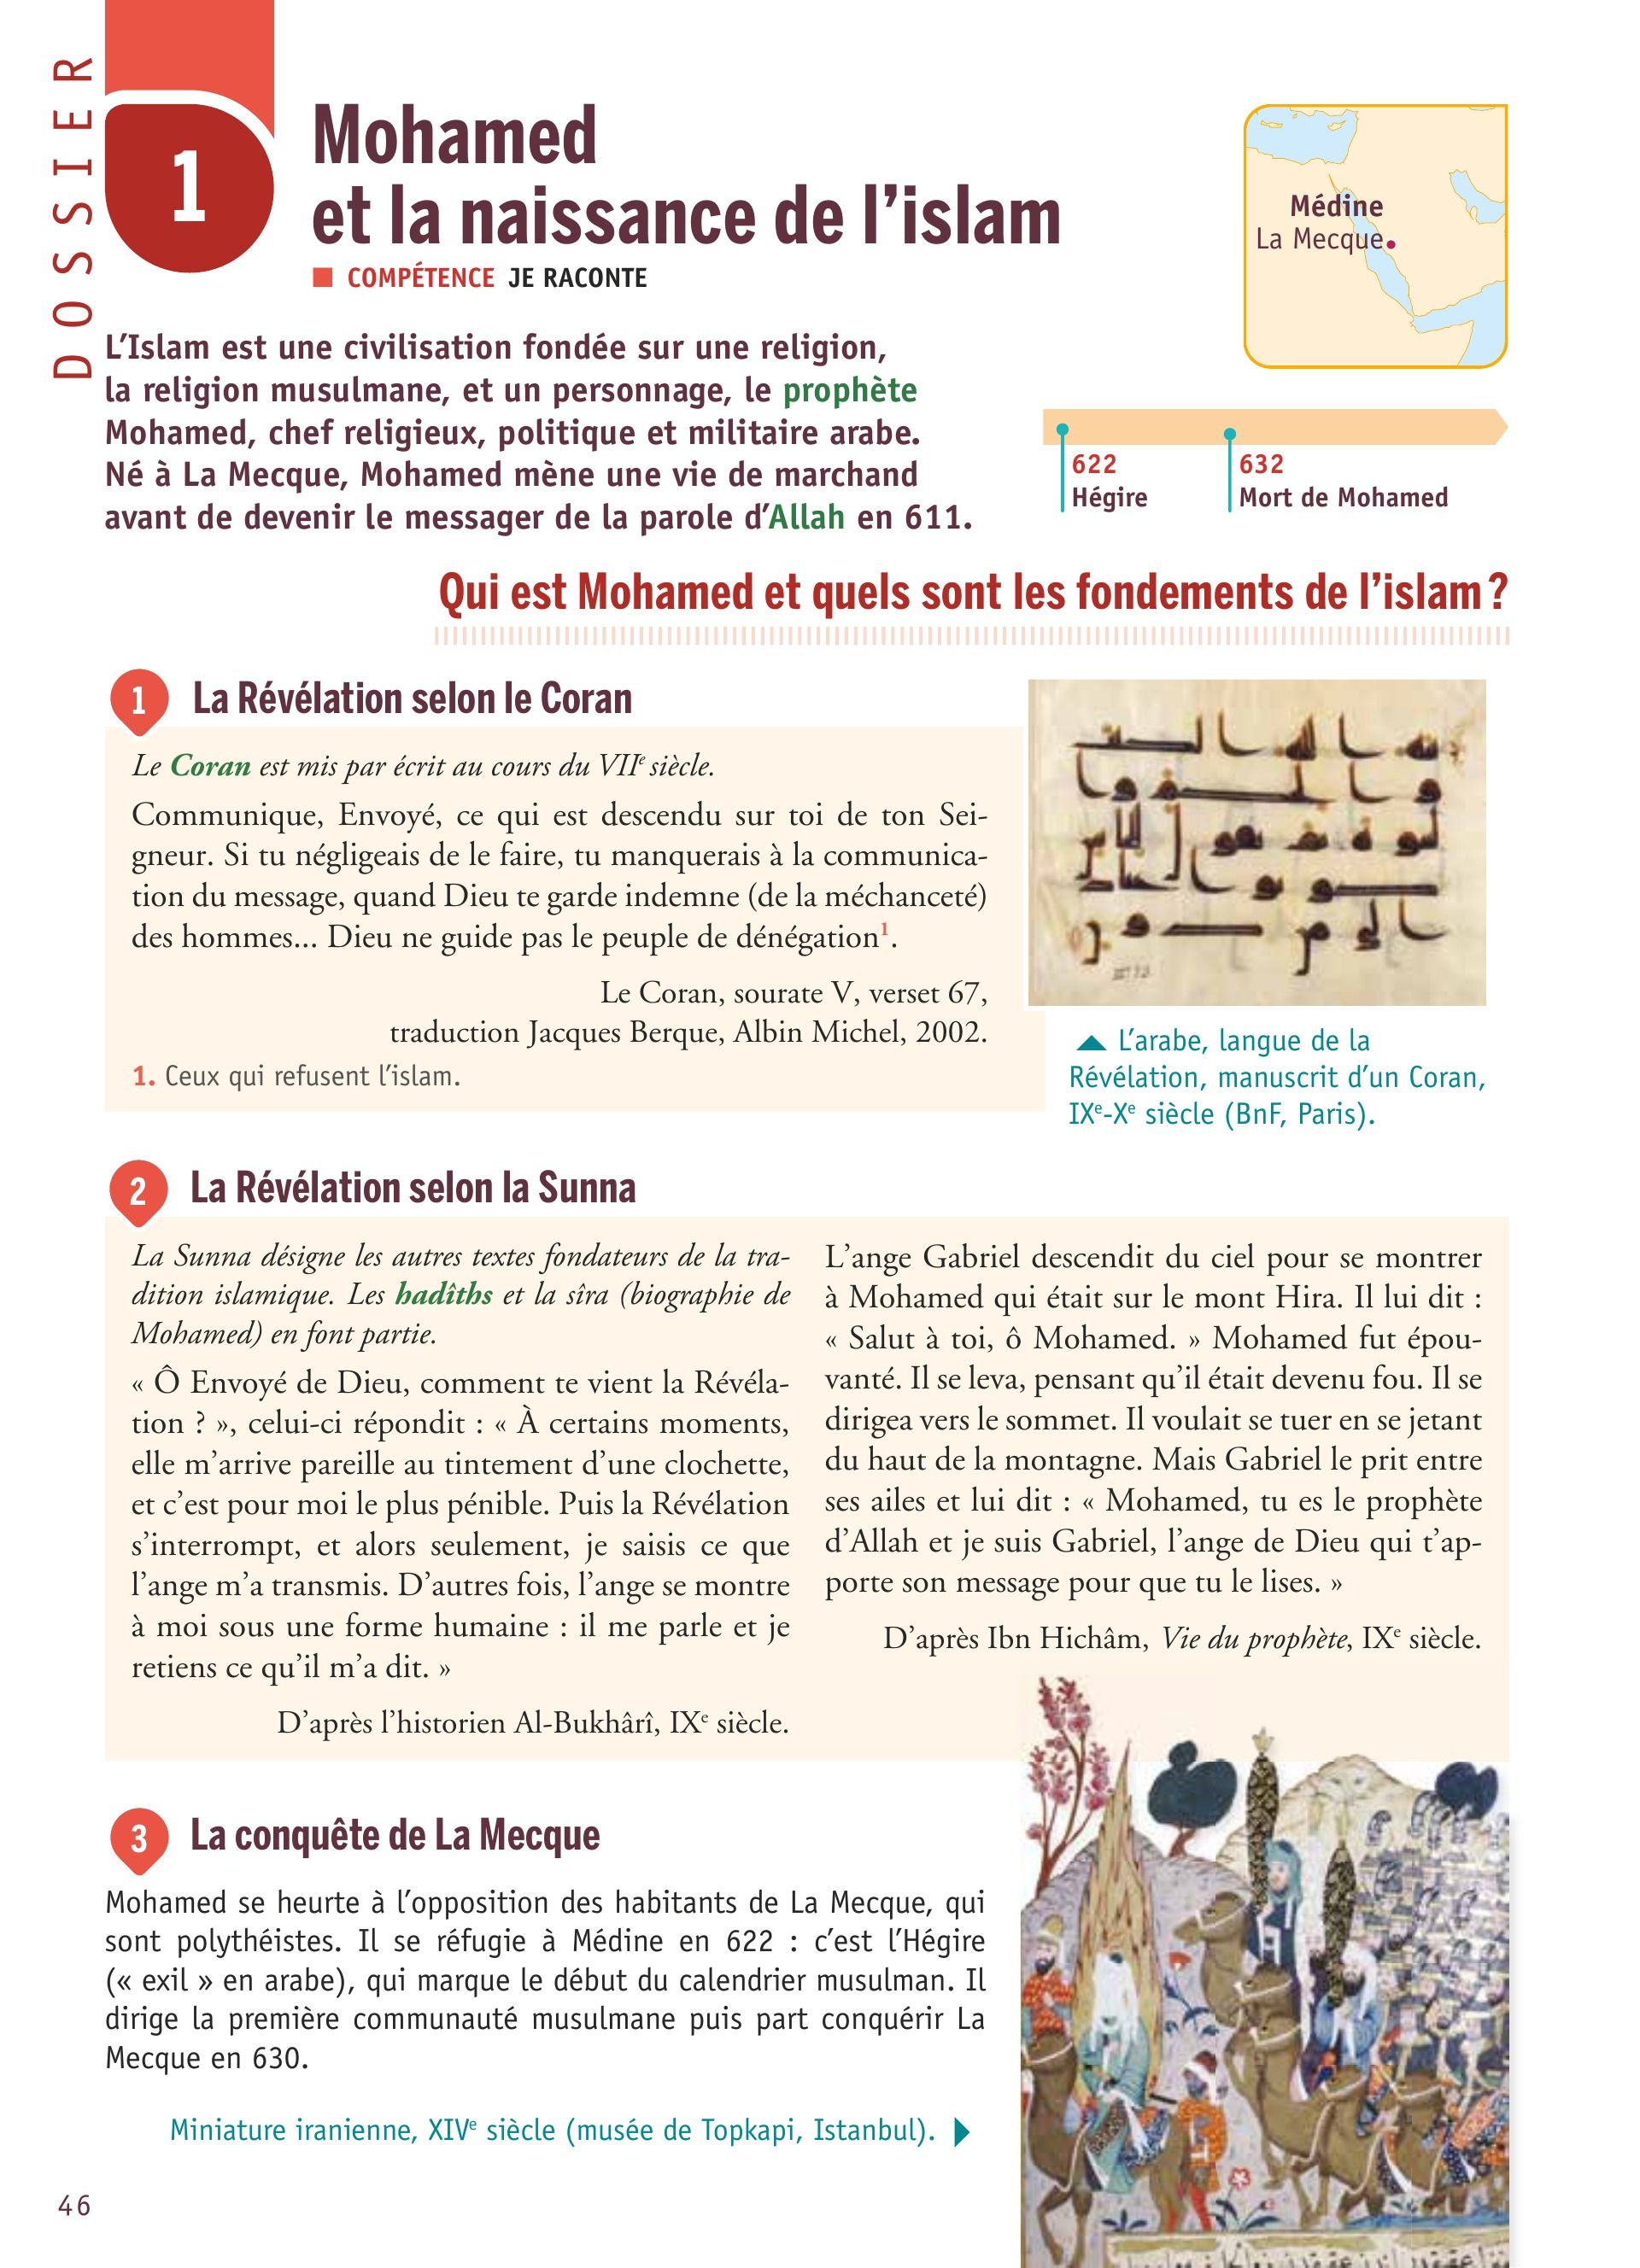 DOSSIER
1
Mohamed
et la naissance de l’islam
■ COMPÉTENCE JE RACONTE
L’Islam est une civilisation fondée sur une religion,
la religion musulmane, et un personnage, le prophète
Mohamed, chef religieux, politique et militaire arabe.
Né à La Mecque, Mohamed mène une vie de marchand
avant de devenir le messager de la parole d’Allah en 611.
Médine
La Mecque
622
Hégire
632
Mort de Mohamed
Qui est Mohamed et quels sont les fondements de l’islam ?
1 La Révélation selon le Coran
Le Coran est mis par écrit au cours du VIIe siècle.
Communique, Envoyé, ce qui est descendu sur toi de ton Sei-
gneur. Si tu négligeais de le faire, tu manquerais à la communica-
tion du message, quand Dieu te garde indemne (de la méchanceté)
des hommes... Dieu ne guide pas le peuple de dénégation1.
Le Coran, sourate V, verset 67,
traduction Jacques Berque, Albin Michel, 2002.
1. Ceux qui refusent l’islam.
▲ L’arabe, langue de la
Révélation, manuscrit d’un Coran,
IXe-Xe siècle (BnF, Paris).
2 La Révélation selon la Sunna
La Sunna désigne les autres textes fondateurs de la tra-
dition islamique. Les hadîths et la sîra (biographie de
Mohamed) en font partie.
« Ô Envoyé de Dieu, comment te vient la Révéla-
tion ? », celui-ci répondit : « À certains moments,
elle m’arrive pareille au tintement d’une clochette,
et c’est pour moi le plus pénible. Puis la Révélation
s’interrompt, et alors seulement, je saisis ce que
l’ange m’a transmis. D’autres fois, l’ange se montre
à moi sous une forme humaine : il me parle et je
retiens ce qu’il m’a dit. »
D’après l’historien Al-Bukhârî, IXe siècle.
L’ange Gabriel descendit du ciel pour se montrer
à Mohamed qui était sur le mont Hira. Il lui dit :
« Salut à toi, ô Mohamed. » Mohamed fut épou-
vanté. Il se leva, pensant qu’il était devenu fou. Il se
dirigea vers le sommet. Il voulait se tuer en se jetant
du haut de la montagne. Mais Gabriel le prit entre
ses ailes et lui dit : « Mohamed, tu es le prophète
d’Allah et je suis Gabriel, l’ange de Dieu qui t’ap-
porte son message pour que tu le lises. »
D’après Ibn Hichâm, Vie du prophète, IXe siècle.
3 La conquête de La Mecque
Mohamed se heurte à l’opposition des habitants de La Mecque, qui
sont polythéistes. Il se réfugie à Médine en 622 : c’est l’Hégire
(« exil » en arabe), qui marque le début du calendrier musulman. Il
dirige la première communauté musulmane puis part conquérir La
Mecque en 630.
Miniature iranienne, XIVe siècle (musée de Topkapi, Istanbul). ▶
46